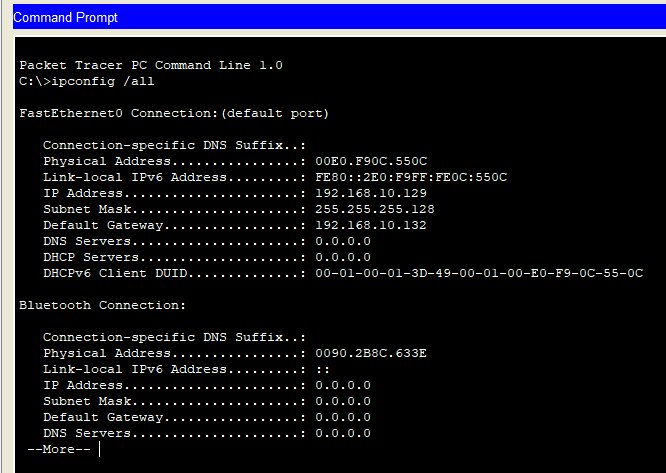 Command Prompt
Packet Tracer PC Command Line 1.0
C:\>ipconfig /all
FastEthernet0 Connection:(default port)
Connection-specific DNS Suffix..:
Physical Address................: 00E0.F90C.550C
Link-local IPv6 Address.........: FE80::2E0:F9FF:FE0C:550C
IP Address......................: 192.168.10.129
Subnet Mask.....................: 255.255.255.128
Default Gateway.................: 192.168.10.132
DNS Servers.....................: 0.0.0.0
DHCP Servers....................: 0.0.0.0
DHCPv6 Client DUID..............: 00-01-00-01-3D-49-00-01-00-E0-F9-0C-55-0C
Bluetooth Connection:
Connection-specific DNS Suffix..:
Physical Address................: 0090.2B8C.633E
Link-local IPv6 Address.........: ::
IP Address......................: 0.0.0.0
Subnet Mask.....................: 0.0.0.0
Default Gateway.................: 0.0.0.0
DNS Servers.....................: 0.0.0.0
--More--